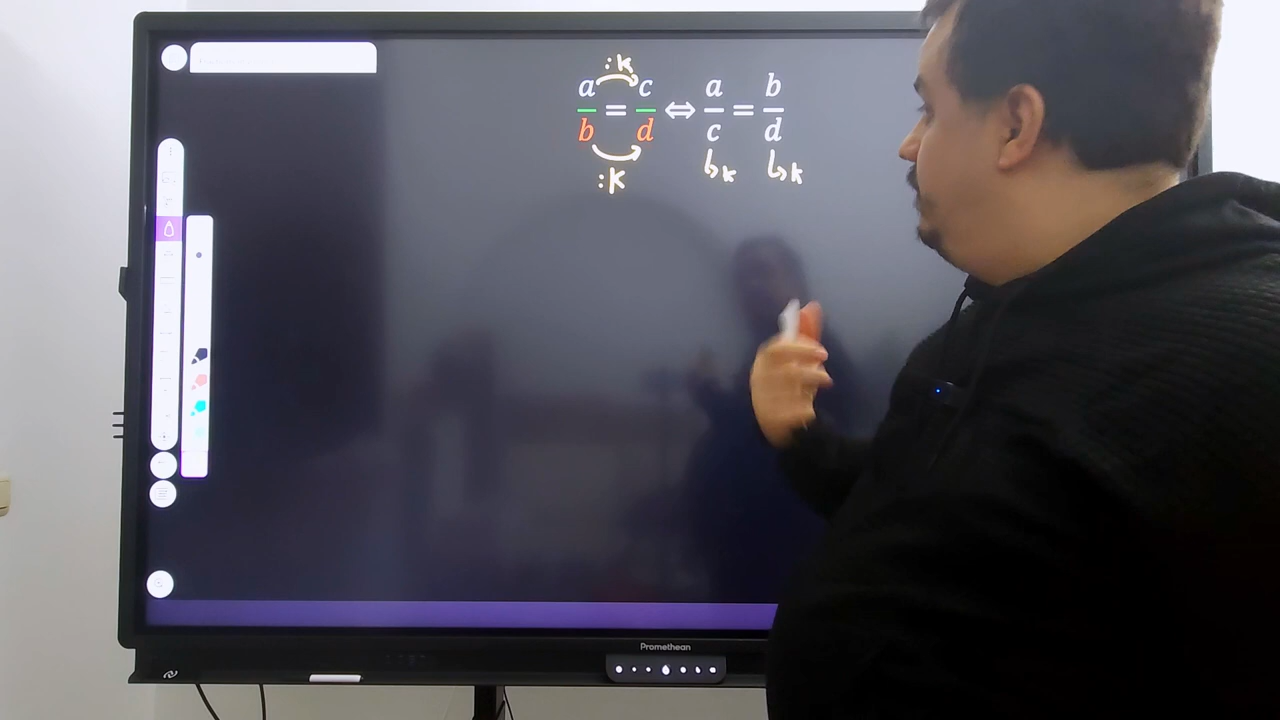 :k
a/b = c/d ⇔ a/c = b/d
:k ↳k ↳k
Promethean